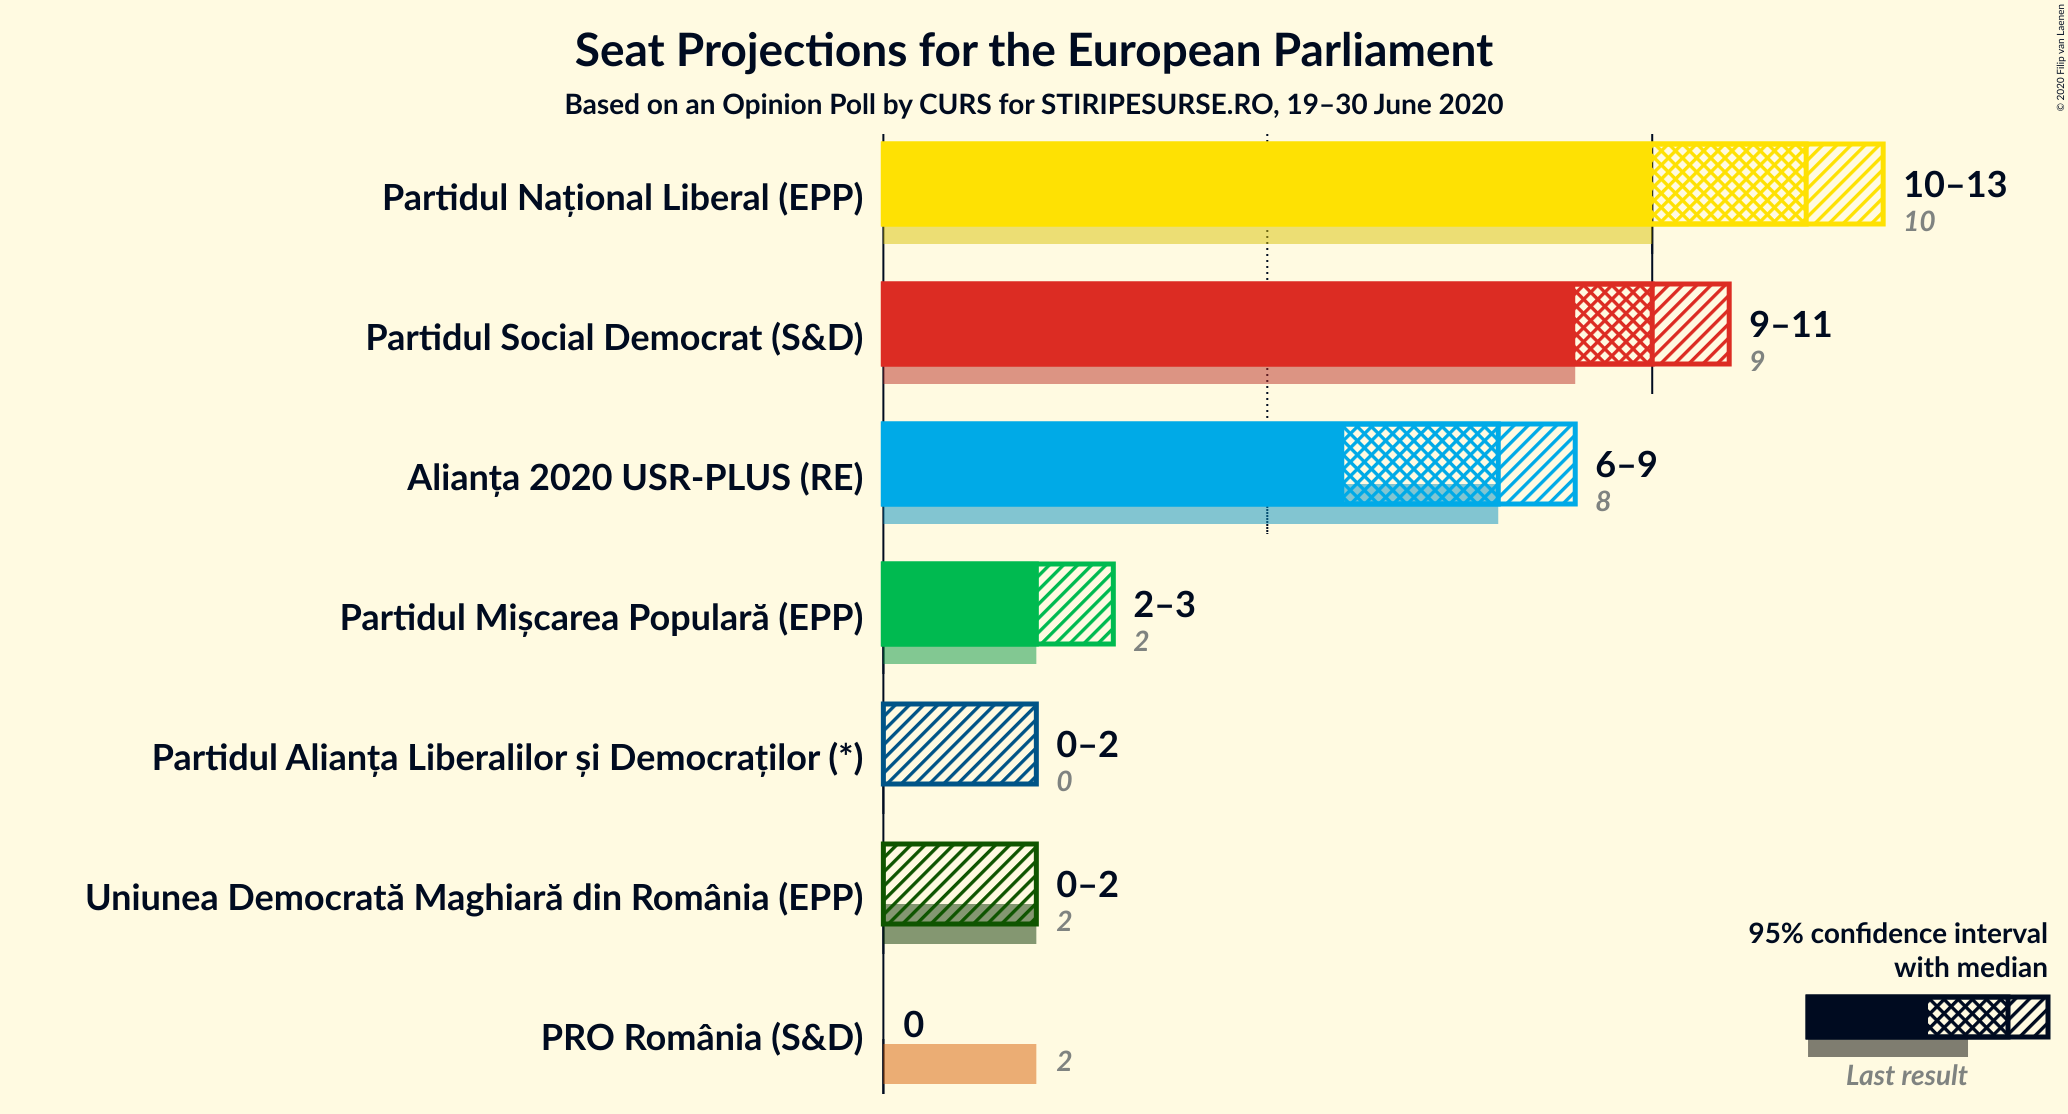 Seat Projections for the European Parliament
Based on an Opinion Poll by CURS for STIRIPESURSE.RO, 19–30 June 2020
© 2020 Filip van Laenen
Partidul Național Liberal (EPP)
10–13
10
Partidul Social Democrat (S&D)
9–11
9
Alianța 2020 USR-PLUS (RE)
6–9
8
Partidul Mișcarea Populară (EPP)
2–3
2
Partidul Alianța Liberalilor și Democraților (*)
0–2
0
Uniunea Democrată Maghiară din România (EPP)
0–2
2
PRO România (S&D)
0
2
95% confidence interval
with median
Last result